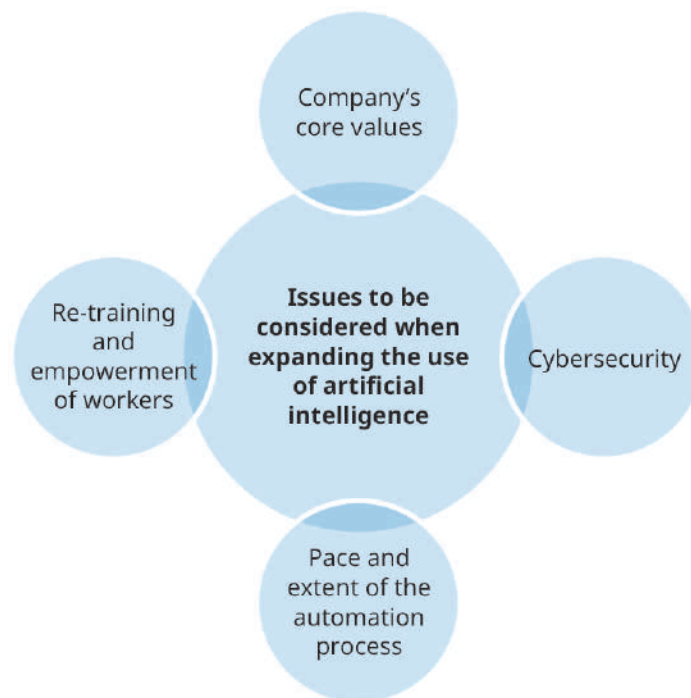 Company's
core values
Issues to be
considered when
expanding the use
of artificial
intelligence
Re-training
and
empowerment
of workers
Cybersecurity
Pace and
extent of the
automation
process